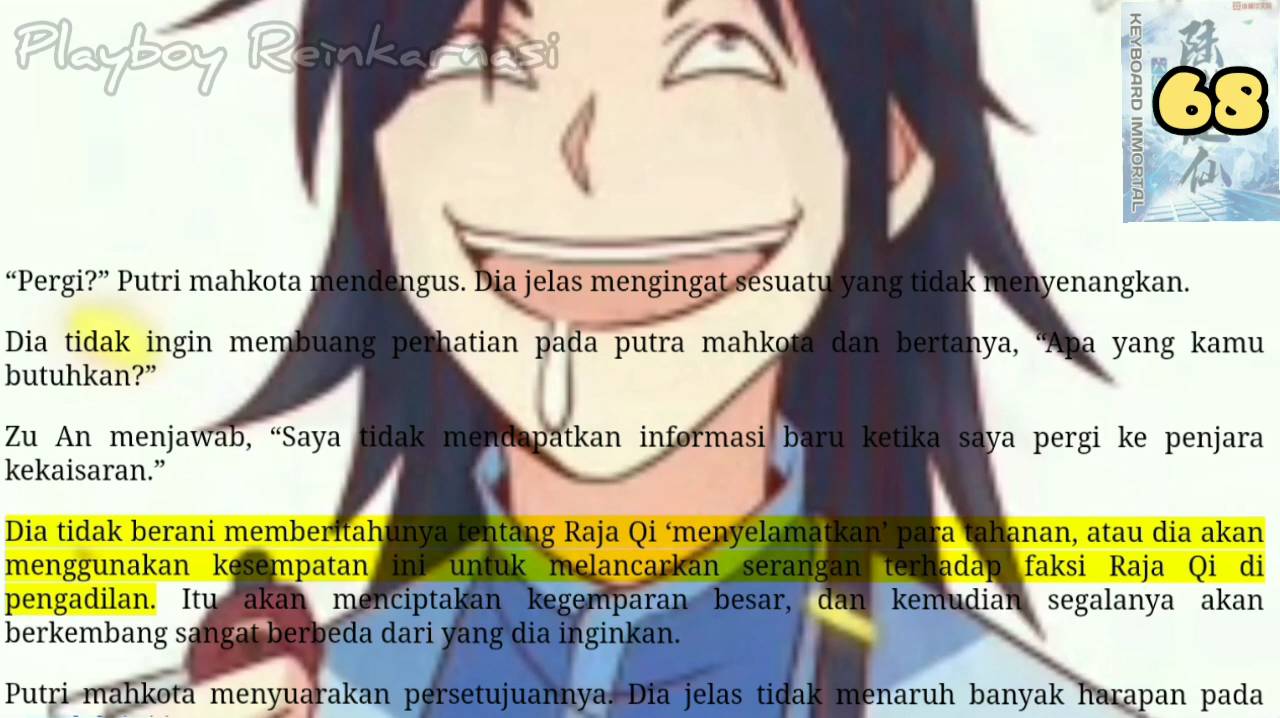 Playboy Reinkarnasi
KEYBOARD IMMORTAL
68
“Pergi?” Putri mahkota mendengus. Dia jelas mengingat sesuatu yang tidak menyenangkan.
Dia tidak ingin membuang perhatian pada putra mahkota dan bertanya, “Apa yang kamu
butuhkan?”
Zu An menjawab, “Saya tidak mendapatkan informasi baru ketika saya pergi ke penjara
kekaisaran.”
Dia tidak berani memberitahunya tentang Raja Qi ‘menyelamatkan’ para tahanan, atau dia akan
menggunakan kesempatan ini untuk melancarkan serangan terhadap faksi Raja Qi di
pengadilan. Itu akan menciptakan kegemparan besar, dan kemudian segalanya akan
berkembang sangat berbeda dari yang dia inginkan.
Putri mahkota menyuarakan persetujuannya. Dia jelas tidak menaruh banyak harapan pada